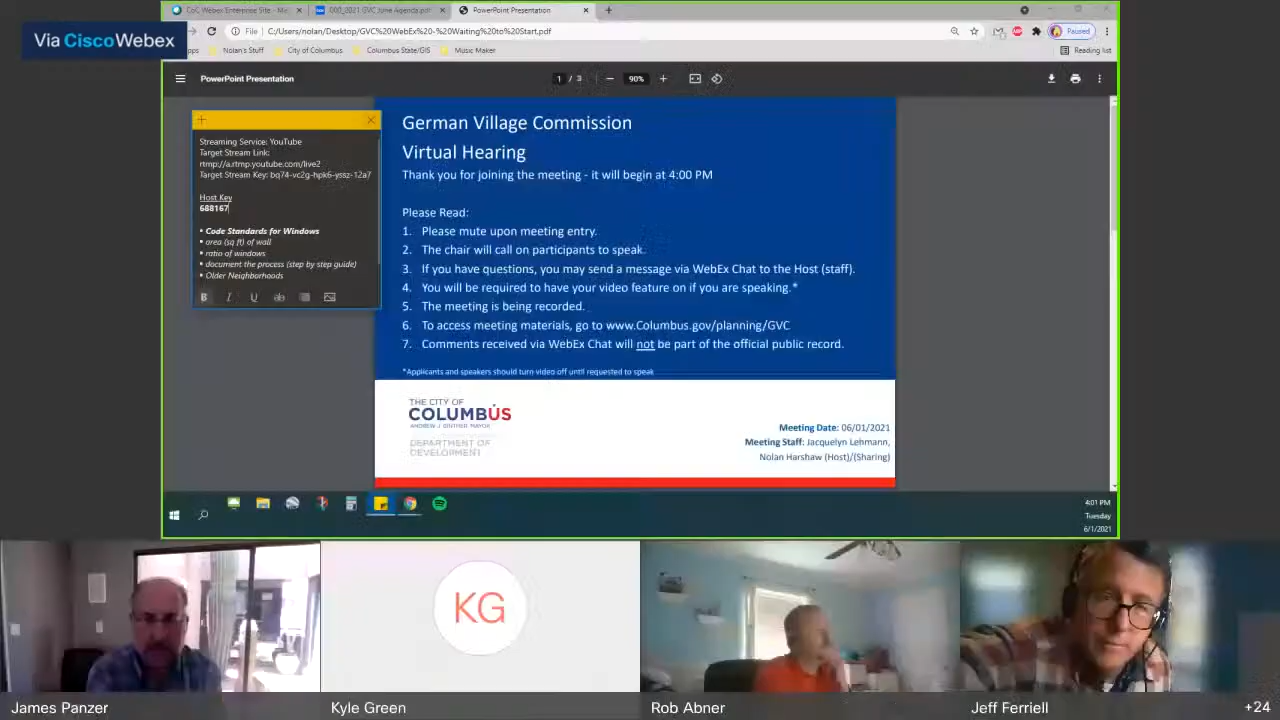 Via Cisco Webex
CoC Webex Enterprise Site - Me
000_0021 GVC June Agenda.pdf
PowerPoint Presentation
File | C:/Users/nolan/Desktop/GVC%20WebEx%20-%20Waiting%20to%20Start.pdf
Paused
Nolan's Stuff
City of Columbus
Columbus State/GIS
Music Maker
Reading list
PowerPoint Presentation
1 / 3
90%
Streaming Service: YouTube
Target Stream Link:
rtmp://a.rtmp.youtube.com/live2
Target Stream Key: bq74-vc2g-hpk6-yssz-12a7
Host Key
688167
Code Standards for Windows
area (sq ft) of wall
ratio of windows
document the process (step by step guide)
Older Neighborhoods
German Village Commission
Virtual Hearing
Thank you for joining the meeting - it will begin at 4:00 PM
Please Read:
1. Please mute upon meeting entry.
2. The chair will call on participants to speak.
3. If you have questions, you may send a message via WebEx Chat to the Host (staff).
4. You will be required to have your video feature on if you are speaking.*
5. The meeting is being recorded.
6. To access meeting materials, go to www.Columbus.gov/planning/GVC
7. Comments received via WebEx Chat will not be part of the official public record.
*Applicants and speakers should turn video off until requested to speak
THE CITY OF
COLUMBUS
ANDREW J. GINTHER, MAYOR
DEPARTMENT OF
DEVELOPMENT
Meeting Date: 06/01/2021
Meeting Staff: Jacquelyn Lehmann,
Nolan Harshaw (Host)/(Sharing)
4:01 PM
Tuesday
6/1/2021
KG
James Panzer
Kyle Green
Rob Abner
Jeff Ferriell
+24